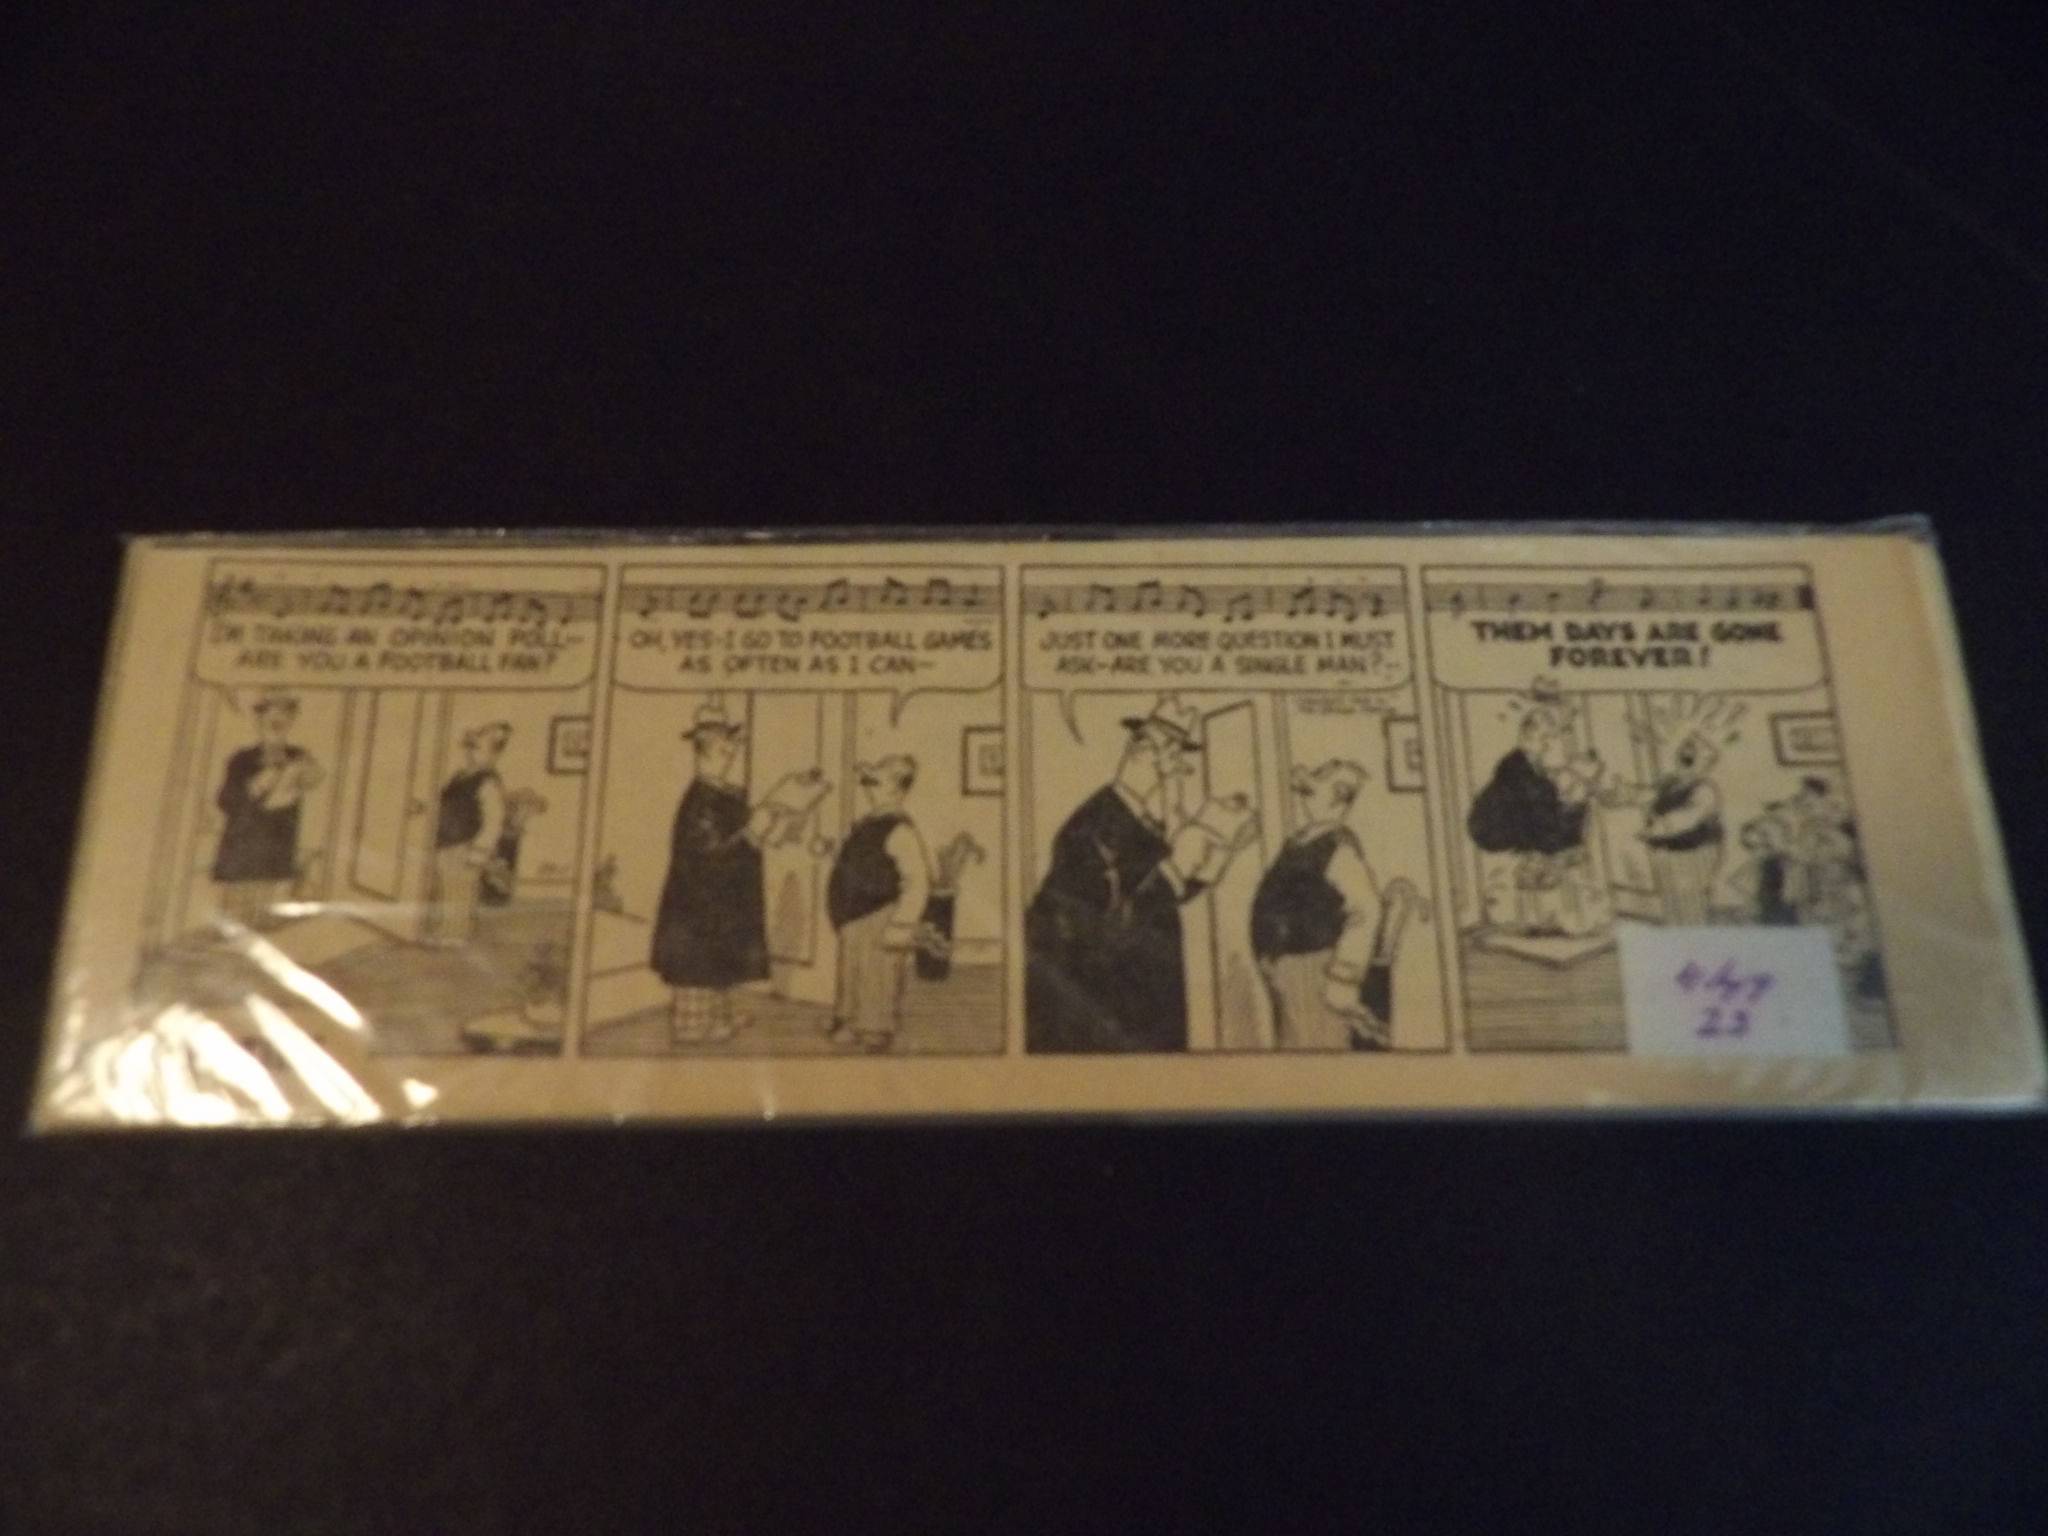 I'M TAKING AN OPINION POLL—
ARE YOU A FOOTBALL FAN?
OH, YES-I GO TO FOOTBALL GAMES
AS OFTEN AS I CAN—
JUST ONE MORE QUESTION I MUST
ASK-ARE YOU A SINGLE MAN?-
THEM DAYS ARE GONE
FOREVER!
23